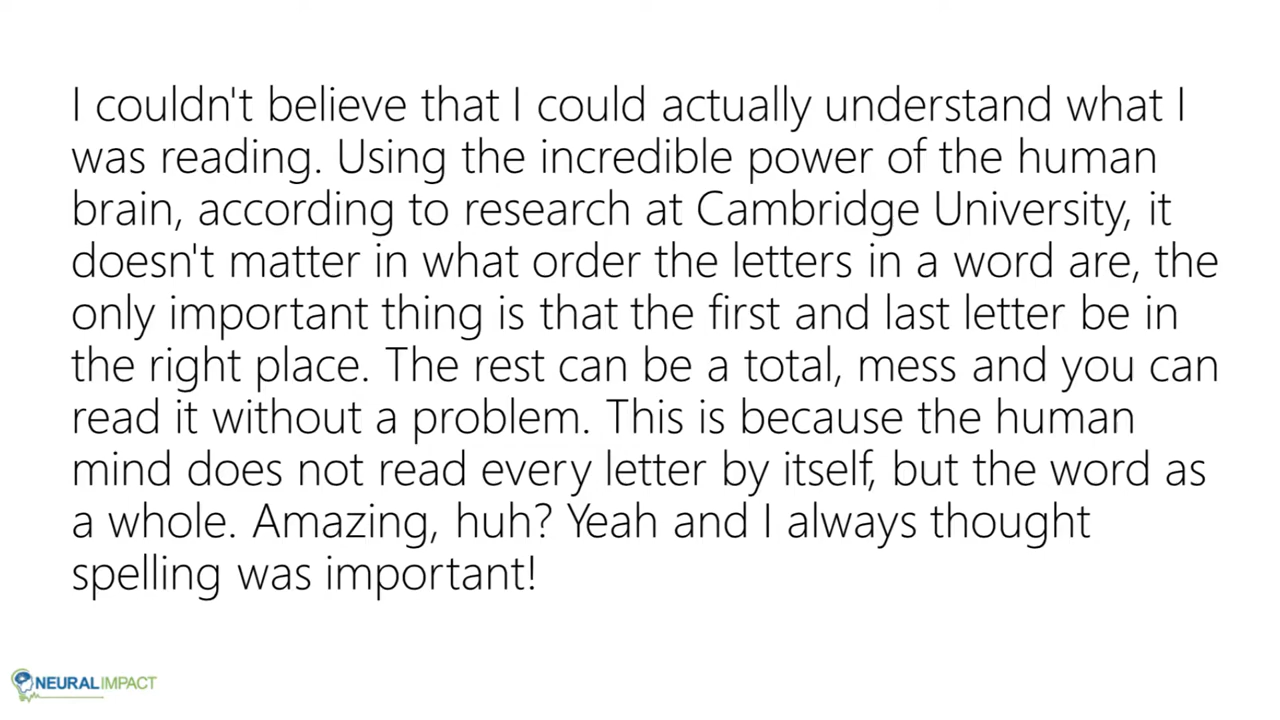 I couldn't believe that I could actually understand what I
was reading. Using the incredible power of the human
brain, according to research at Cambridge University, it
doesn't matter in what order the letters in a word are, the
only important thing is that the first and last letter be in
the right place. The rest can be a total, mess and you can
read it without a problem. This is because the human
mind does not read every letter by itself, but the word as
a whole. Amazing, huh? Yeah and I always thought
spelling was important!
NEURALIMPACT